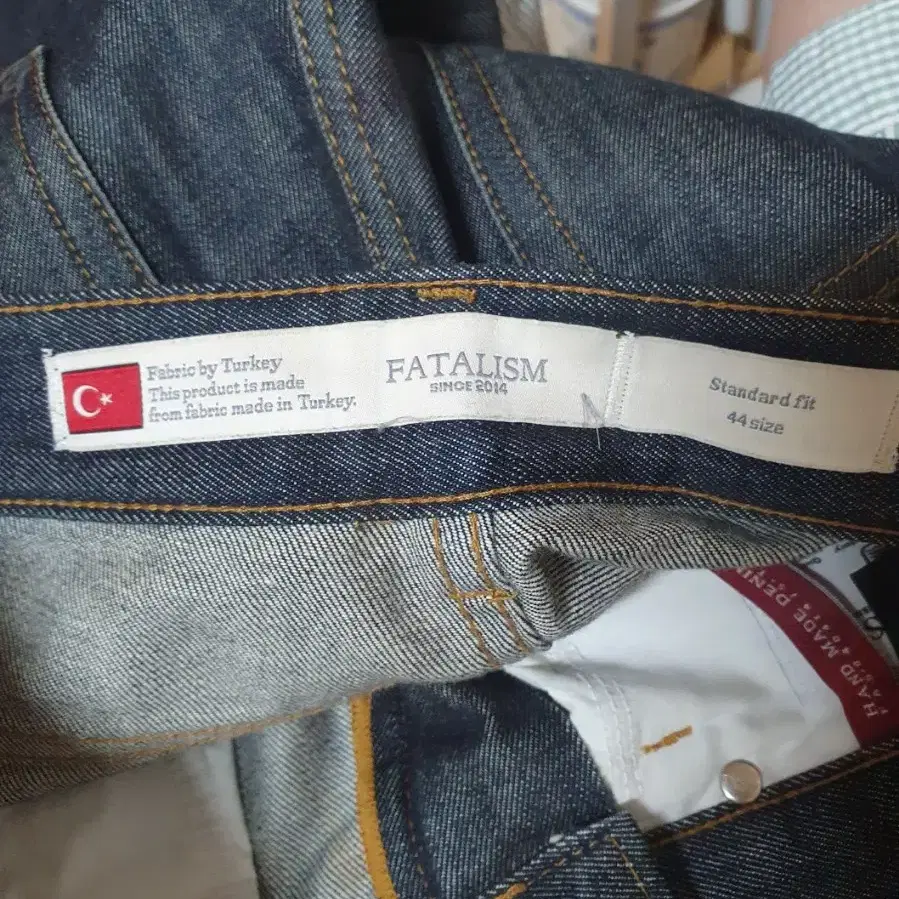 Fabric by Turkey
This product is made
from fabric made in Turkey.
FATALISM
SINCE 2014
Standard fit
44 size
HAND MADE DENI